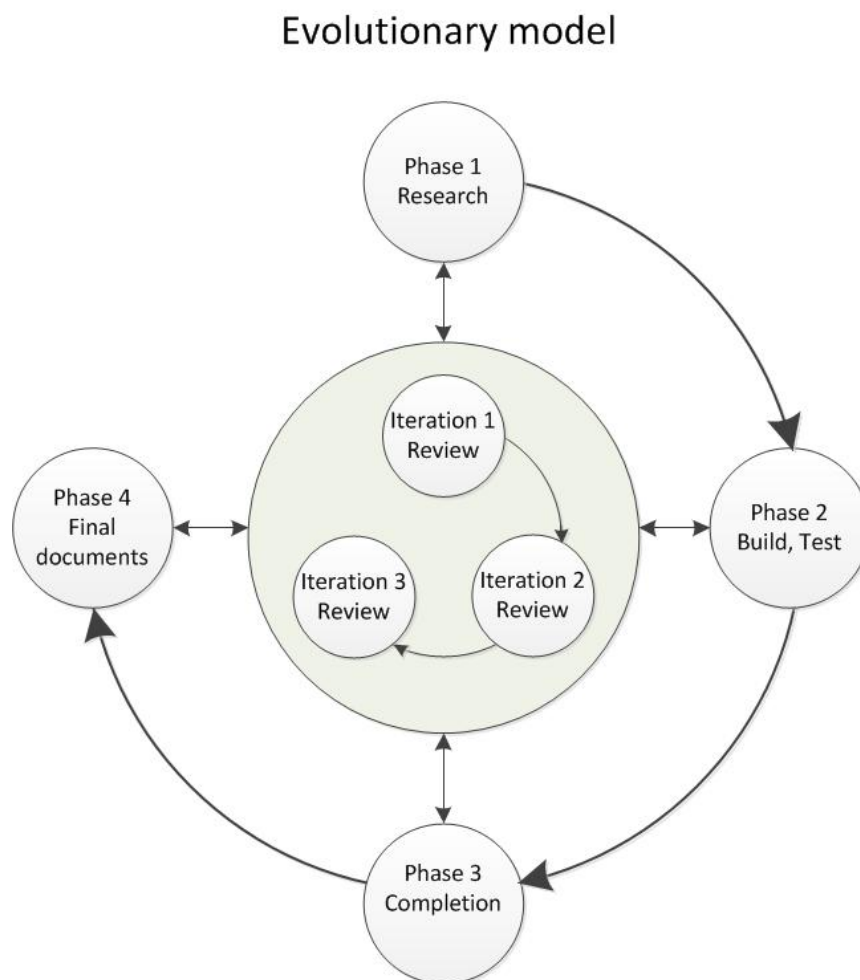 Evolutionary model
Phase 1
Research
Iteration 1
Review
Phase 4
Final
documents
Phase 2
Build, Test
Iteration 3
Review
Iteration 2
Review
Phase 3
Completion